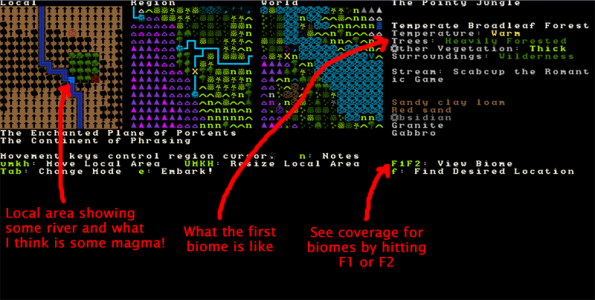 Local
Region
World
The Pointy Jungle
Temperate Broadleaf Forest
Temperature: Warm
Trees: Heavily Forested
Other Vegetation: Thick
Surroundings: Wilderness
Stream: Scabcup the Romant
ic Game
Sandy clay loam
Red sand
Obsidian
Granite
Gabbro
The Enchanted Plane of Portents
The Continent of Phrasing
Movement keys control region cursor. n: Notes
umkh: Move Local Area UMKH: Resize Local Area
Tab: Change Mode e: Embark!
F1F2: View Biome
f: Find Desired Location
Local area showing
some river and what
I think is some magma!
What the first
biome is like
See coverage for
biomes by hitting
F1 or F2